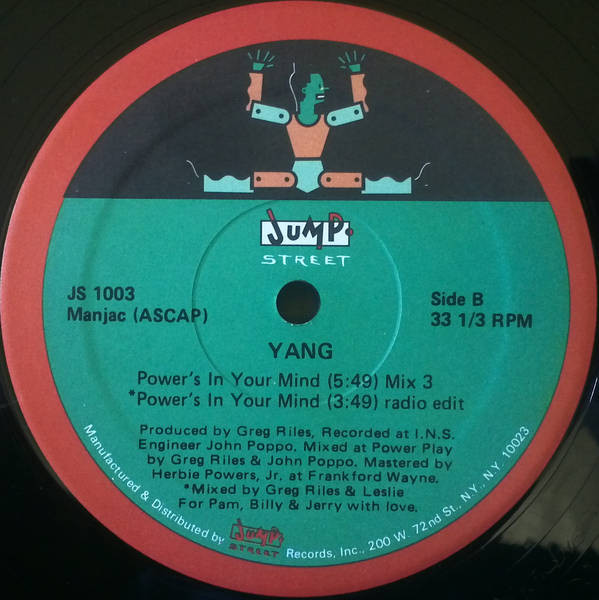 JUMP.
STREET
JS 1003
Manjac (ASCAP)
Side B
33 1/3 RPM
YANG
Power's In Your Mind (5:49) Mix 3
*Power's In Your Mind (3:49) radio edit
Produced by Greg Riles, Recorded at I.N.S.
Engineer John Poppo. Mixed at Power Play
by Greg Riles & John Poppo. Mastered by
Herbie Powers, Jr. at Frankford Wayne.
*Mixed by Greg Riles & Leslie
For Pam, Billy & Jerry with love.
Manufactured & Distributed by JUMP. STREET Records, Inc., 200 W. 72nd St., N.Y., N.Y. 10023